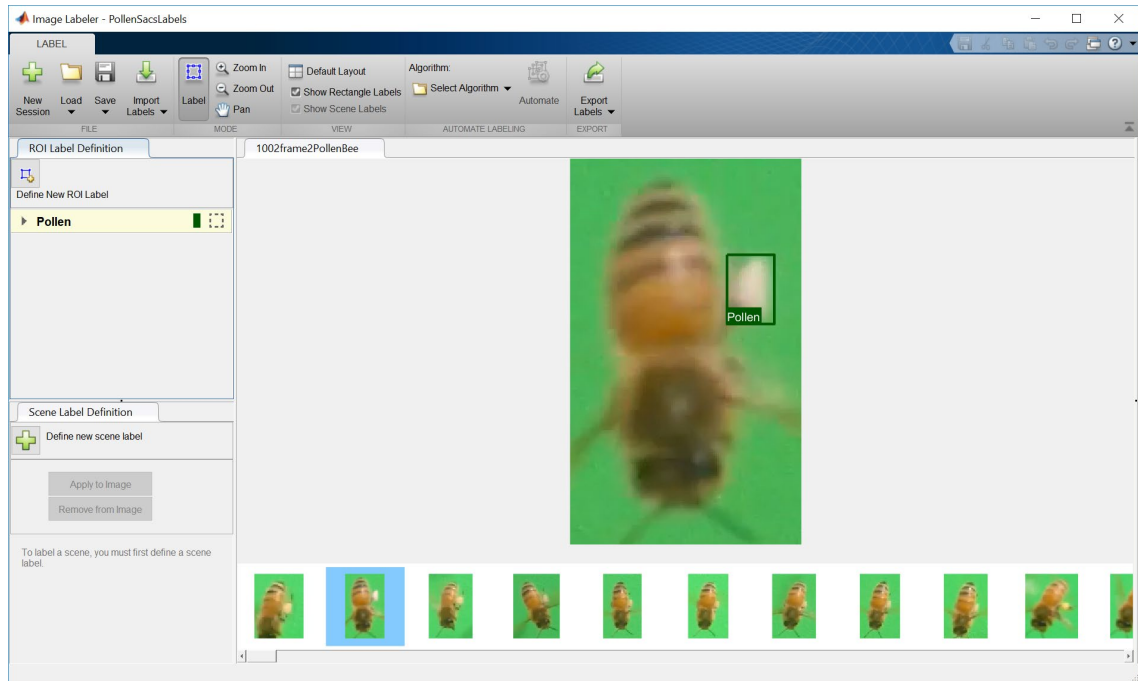 Image Labeler - PollenSacsLabels
LABEL
New Session
Load
Save
Import Labels
Label
Zoom In
Zoom Out
Pan
Default Layout
Show Rectangle Labels
Show Scene Labels
Algorithm:
Select Algorithm
Automate
Export Labels
FILE
MODE
VIEW
AUTOMATE LABELING
EXPORT
ROI Label Definition
Define New ROI Label
Pollen
1002frame2PollenBee
Pollen
Scene Label Definition
Define new scene label
Apply to Image
Remove from Image
To label a scene, you must first define a scene
label.